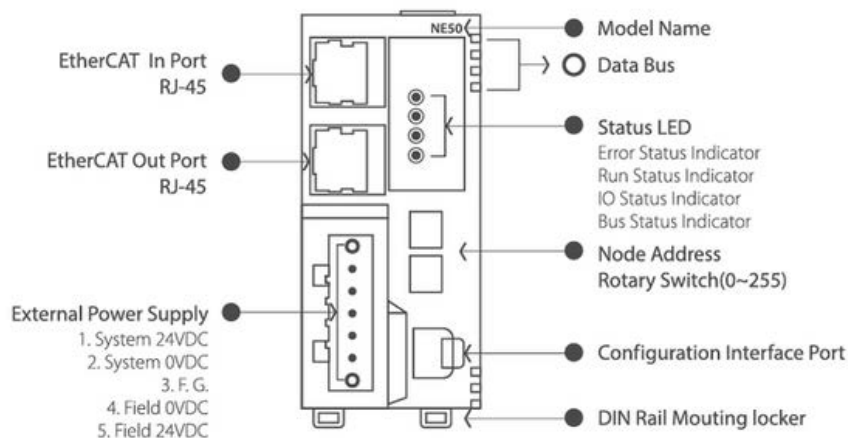 NE50
Model Name
Data Bus
EtherCAT In Port
RJ-45
Status LED
Error Status Indicator
Run Status Indicator
IO Status Indicator
Bus Status Indicator
EtherCAT Out Port
RJ-45
Node Address
Rotary Switch(0~255)
External Power Supply
1. System 24VDC
2. System 0VDC
3. F. G.
4. Field 0VDC
5. Field 24VDC
Configuration Interface Port
DIN Rail Mouting locker